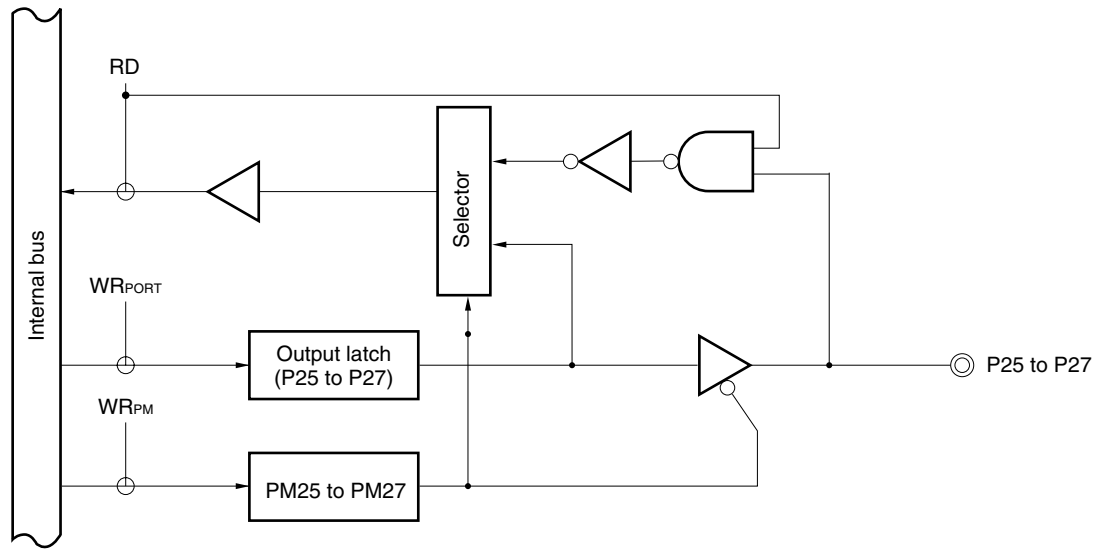 RD
Selector
Internal bus
WRPORT
Output latch
(P25 to P27)
P25 to P27
WRPM
PM25 to PM27